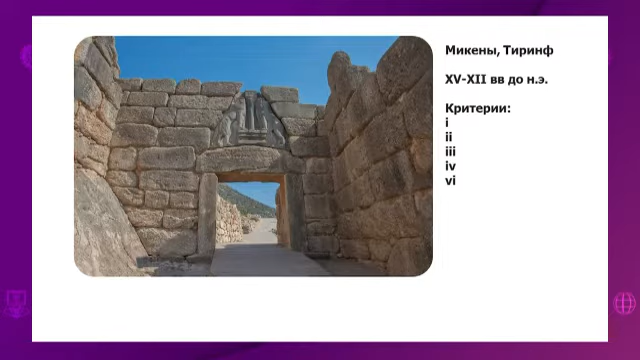 Микены, Тиринф
XV-XII вв до н.э.
Критерии:
i
ii
iii
iv
vi